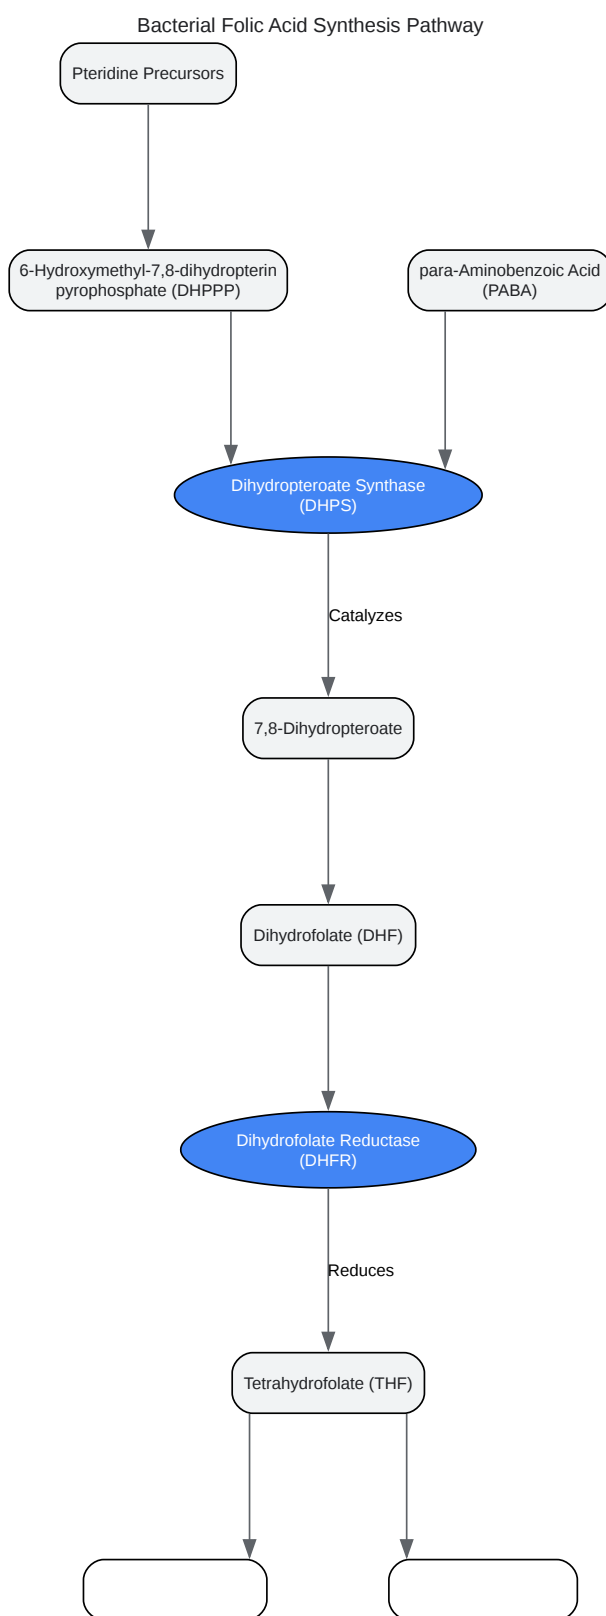 Bacterial Folic Acid Synthesis Pathway
Pteridine Precursors
6-Hydroxymethyl-7,8-dihydropterin
pyrophosphate (DHPPP)
para-Aminobenzoic Acid
(PABA)
Dihydropteroate Synthase
(DHPS)
Catalyzes
7,8-Dihydropteroate
Dihydrofolate (DHF)
Dihydrofolate Reductase
(DHFR)
Reduces
Tetrahydrofolate (THF)